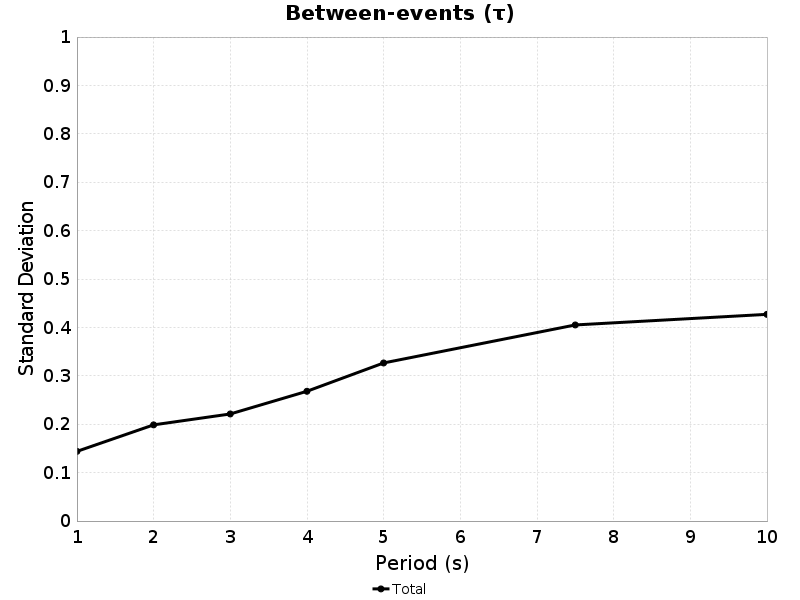 Between-events (τ)
1
0.9
0.8
0.7
0.6
0.5
0.4
0.3
0.2
0.1
0
Standard Deviation
1 2 3 4 5 6 7 8 9 10
Period (s)
Total